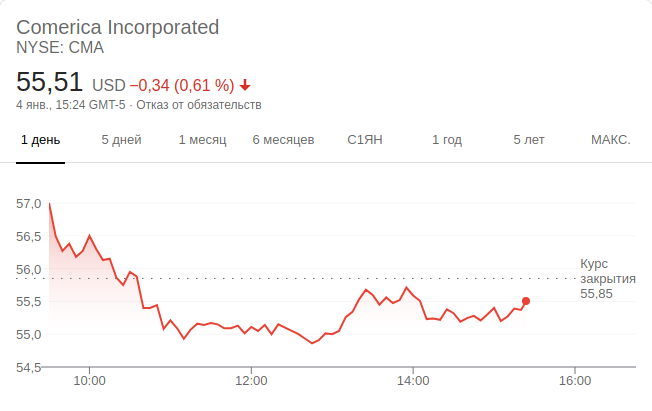 Comerica Incorporated
NYSE: CMA
55,51 USD −0,34 (0,61 %)
4 янв., 15:24 GMT-5 · Отказ от обязательств
1 день 5 дней 1 месяц 6 месяцев С1ЯН 1 год 5 лет МАКС.
57,0
56,5
56,0
55,5
55,0
54,5
Курс
закрытия
55,85
10:00 12:00 14:00 16:00